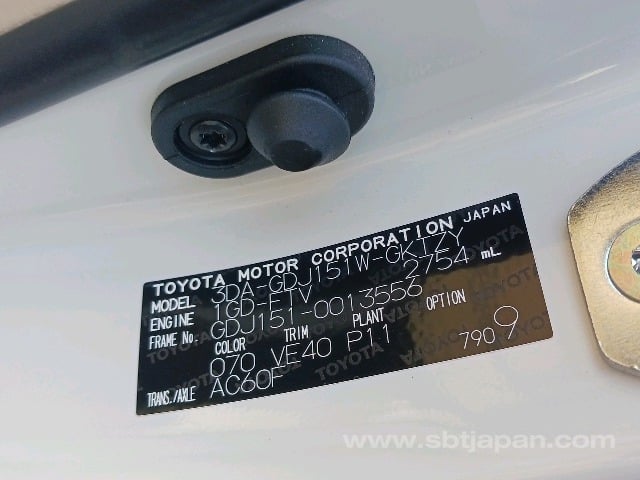 TOYOTA MOTOR CORPORATION JAPAN
MODEL 3DA-GDJ151W-GKTZY
ENGINE 1GD-FTV 2754 mL
FRAME No. GDJ151-0013556
COLOR TRIM PLANT OPTION
070 VE40 P11 790 9
TRANS./AXLE AC60F
www.sbtjapan.com